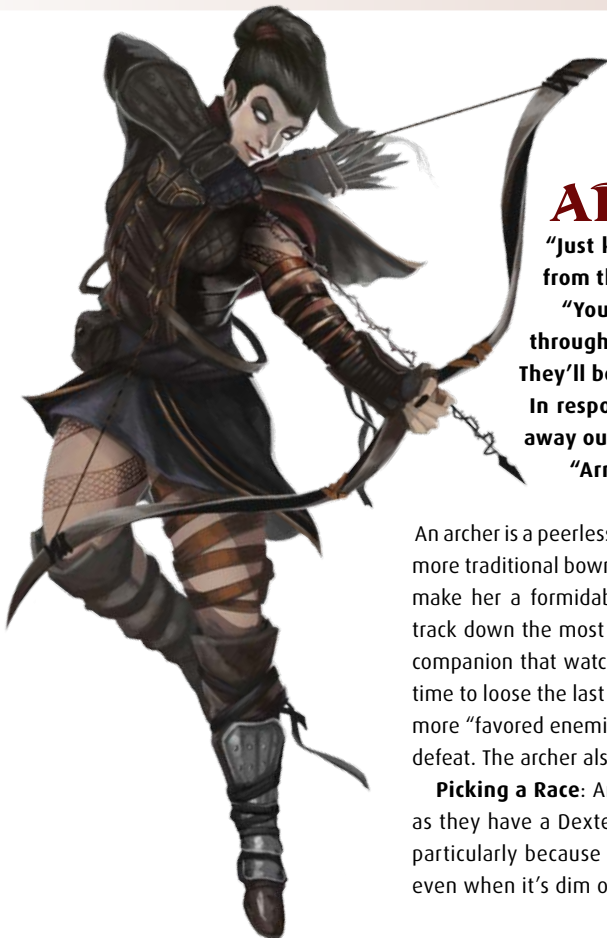 AR
“Just k
from th
“You
through
They’ll be
In respo
away ou
“Arr
An archer is a peerless
more traditional bown
make her a formidab
track down the most
companion that watc
time to loose the last
more “favored enemi
defeat. The archer als
Picking a Race: Ar
as they have a Dexte
particularly because
even when it’s dim o